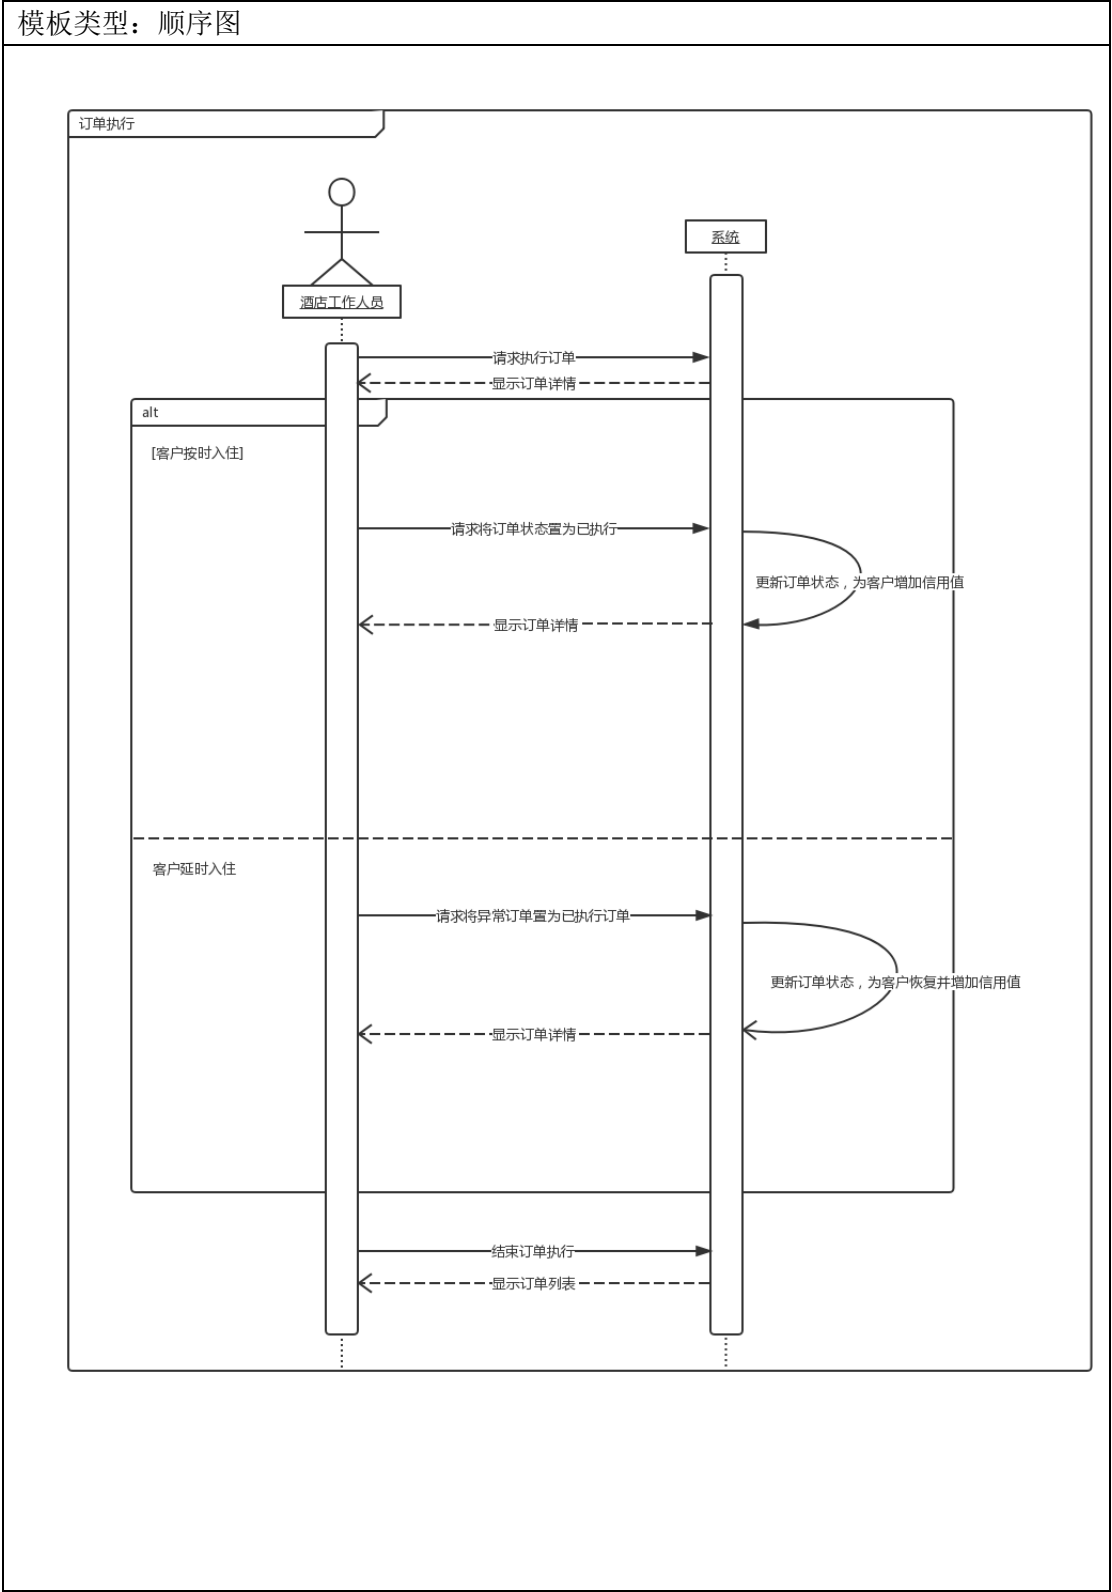 模板类型：顺序图
订单执行
系统
酒店工作人员
请求执行订单
显示订单详情
alt
[客户按时入住]
请求将订单状态置为已执行
更新订单状态，为客户增加信用值
显示订单详情
客户延时入住
请求将异常订单置为已执行订单
更新订单状态，为客户恢复并增加信用值
显示订单详情
结束订单执行
显示订单列表